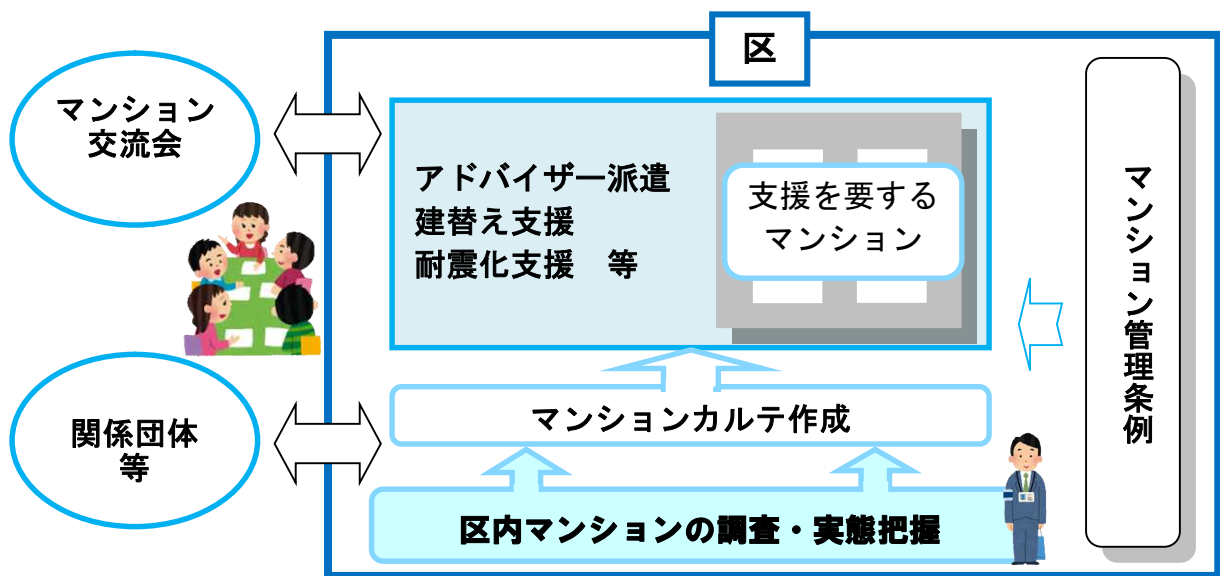 区
マンション
交流会
アドバイザー派遣
建替え支援
耐震化支援　等
支援を要する
マンション
マンション管理条例
関係団体
等
マンションカルテ作成
区内マンションの調査・実態把握